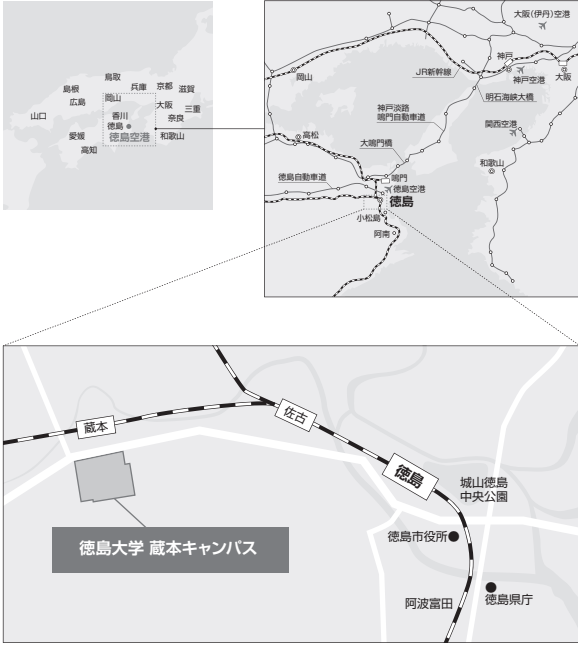 鳥取
島根
兵庫
京都
滋賀
広島
岡山
山口
大阪
三重
香川
奈良
徳島
愛媛
徳島空港
和歌山
高知
大阪(伊丹)空港
神戸
JR新幹線
岡山
神戸空港
大阪
明石海峡大橋
神戸淡路
鳴門自動車道
関西空港
高松
大鳴門橋
和歌山
徳島自動車道
鳴門
徳島空港
徳島
小松島
阿南
佐古
蔵本
徳島
城山徳島
中央公園
徳島大学 蔵本キャンパス
徳島市役所
阿波富田
徳島県庁